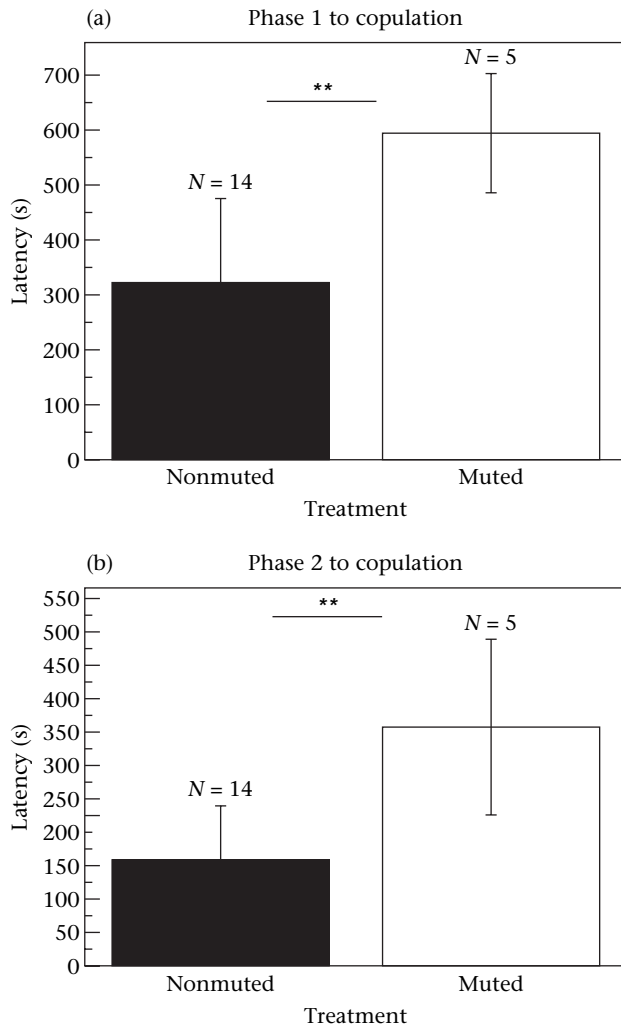 (a) Phase 1 to copulation
700
600
500
400
300
200
100
0
Latency (s)
N = 14
**
N = 5
Nonmuted Muted
Treatment
(b) Phase 2 to copulation
550
500
450
400
350
300
250
200
150
100
50
0
Latency (s)
N = 14
**
N = 5
Nonmuted Muted
Treatment